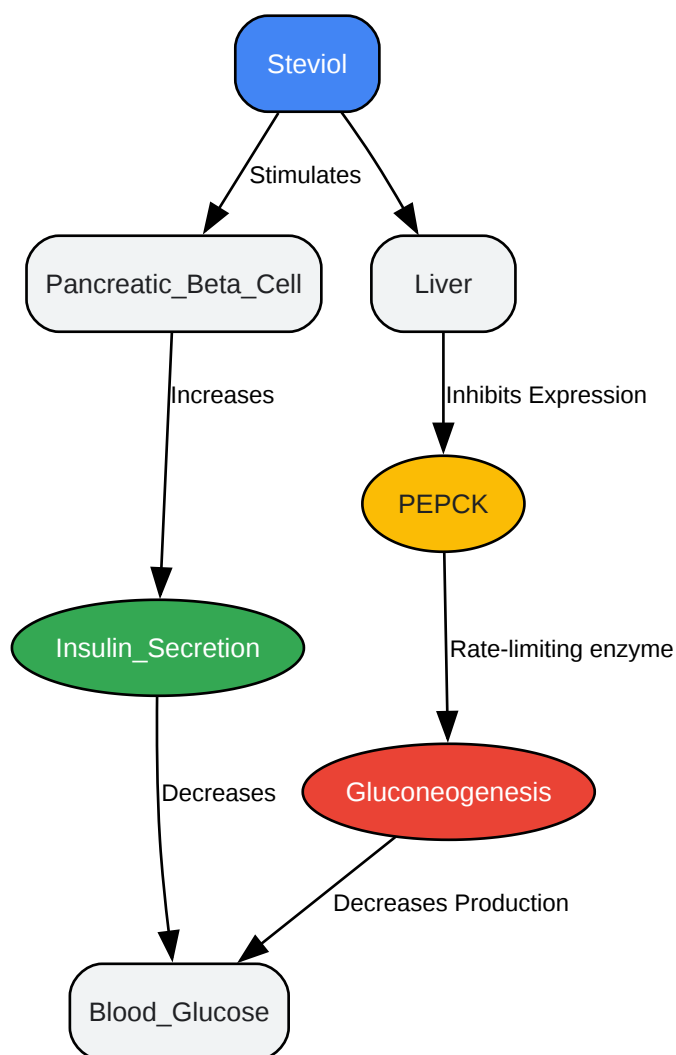 Steviol
Stimulates
Pancreatic_Beta_Cell
Liver
Increases
Inhibits Expression
PEPCK
Insulin_Secretion
Rate-limiting enzyme
Decreases
Gluconeogenesis
Decreases Production
Blood_Glucose